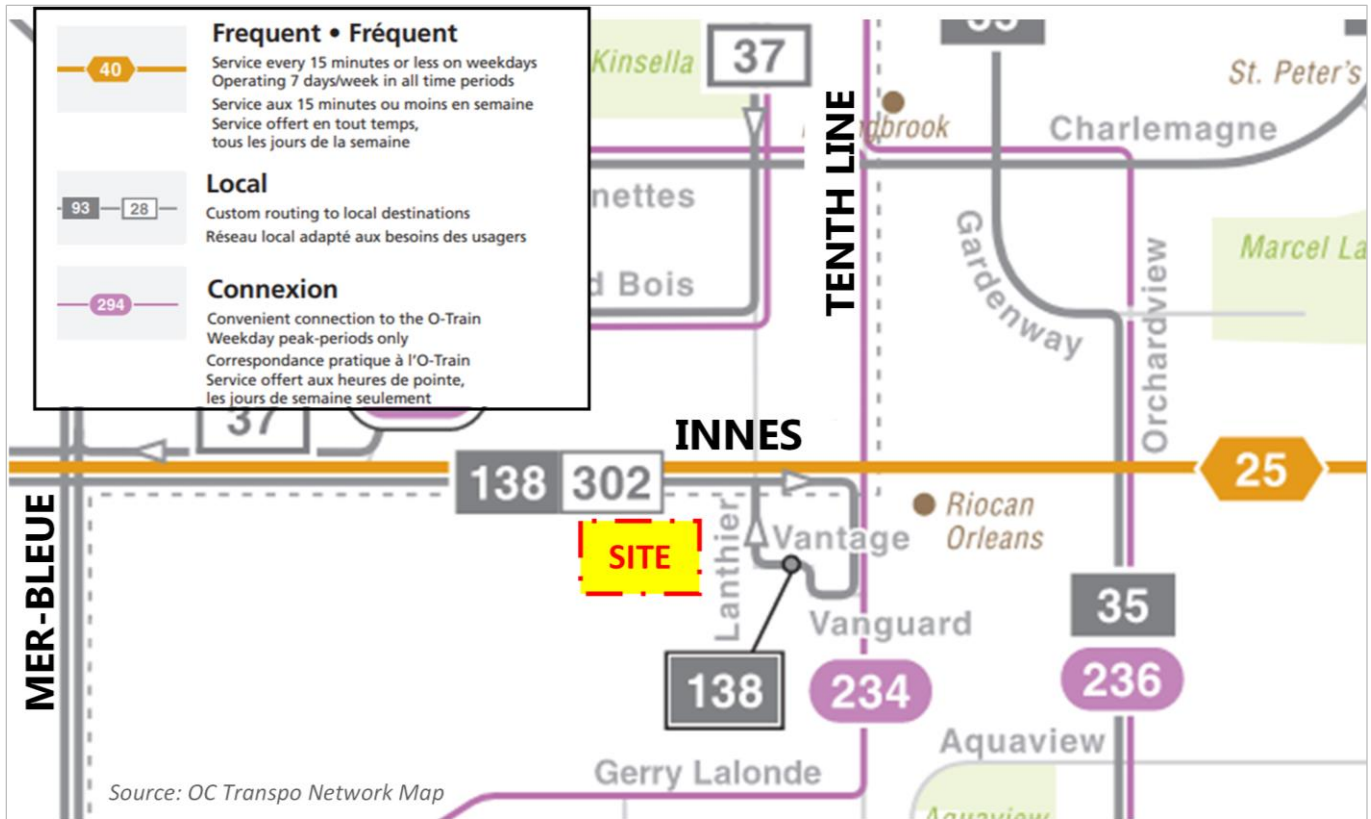 Frequent • Fréquent
40
Service every 15 minutes or less on weekdays
Operating 7 days/week in all time periods
Service aux 15 minutes ou moins en semaine
Service offert en tout temps,
tous les jours de la semaine
Local
93 28
Custom routing to local destinations
Réseau local adapté aux besoins des usagers
Connexion
294
Convenient connection to the O-Train
Weekday peak-periods only
Correspondance pratique à l'O-Train
Service offert aux heures de pointe,
les jours de semaine seulement
Kinsella
37
St. Peter's
TENTH LINE
Charlemagne
nettes
Gardenway
Orchardview
Marcel La
d Bois
37
INNES
138 302
25
MER-BLEUE
SITE
Lanthier
Vantage
Riocan
Orleans
Vanguard
35
138
234
236
Aquaview
Gerry Lalonde
Source: OC Transpo Network Map
Aquaview